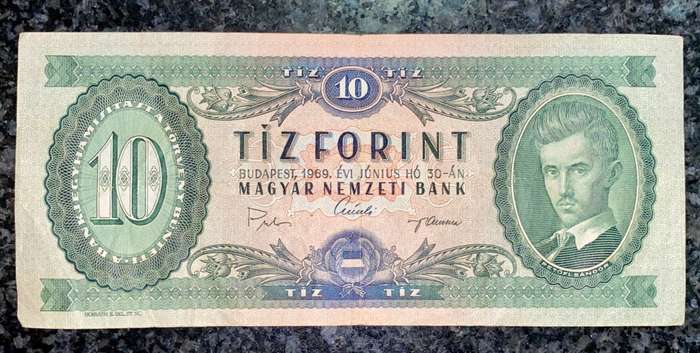 TÍZ 10 TÍZ
10
TÍZ FORINT
BUDAPEST, 1969. ÉVI JÚNIUS HÓ 30-ÁN
MAGYAR NEMZETI BANK
PETŐFI SÁNDOR
TÍZ TÍZ